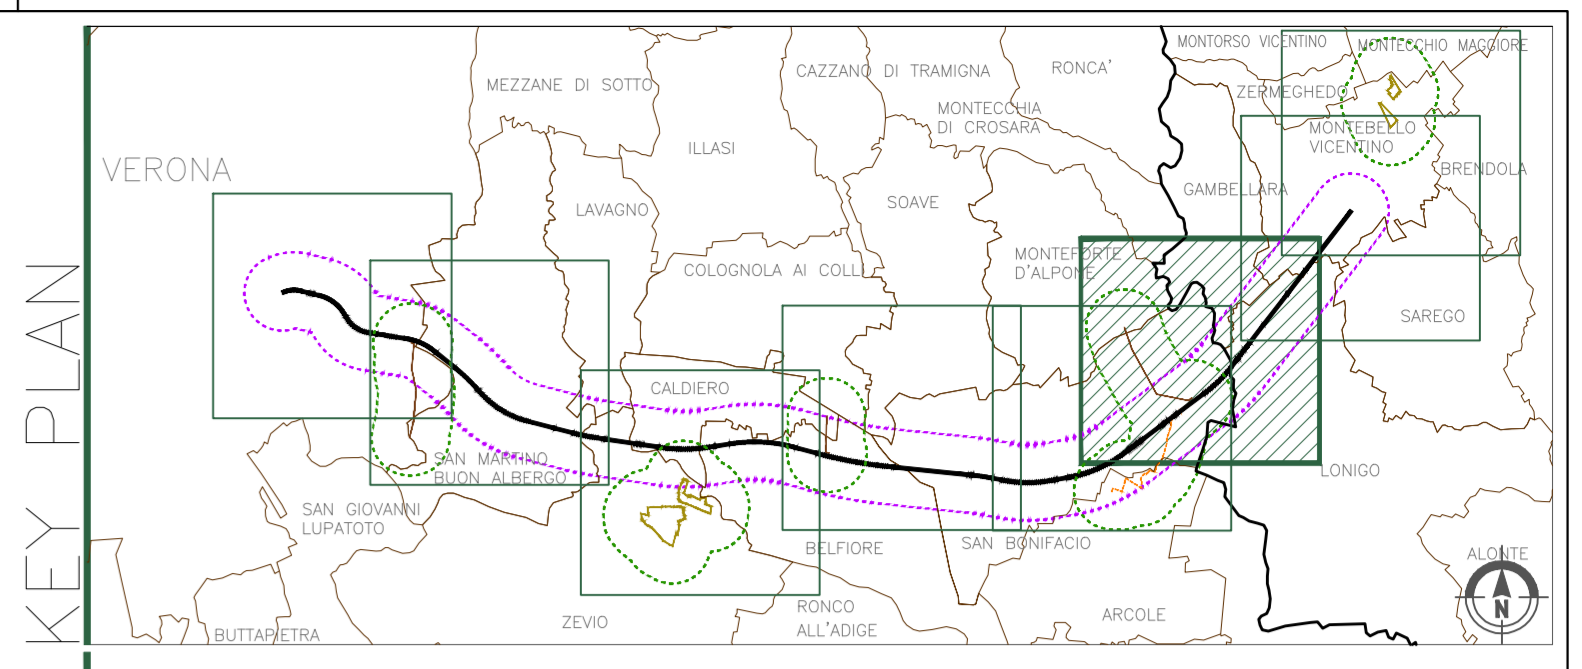 KEY PLAN
MONTORSO VICENTINO
MONTECCHIO MAGGIORE
MEZZANE DI SOTTO
CAZZANO DI TRAMIGNA
RONCA'
ZERMEGHEDO
MONTECCHIA
DI CROSARA
MONTEBELLO
VICENTINO
ILLASI
VERONA
BRENDOLA
GAMBELLARA
LAVAGNO
SOAVE
MONTEFORTE
D'ALPONE
COLOGNOLA AI COLLI
SAREGO
CALDIERO
SAN MARTINO
BUON ALBERGO
LONIGO
SAN GIOVANNI
LUPATOTO
BELFIORE
SAN BONIFACIO
ALONTE
N
RONCO
ALL'ADIGE
ARCOLE
ZEVIO
BUTTAPIETRA